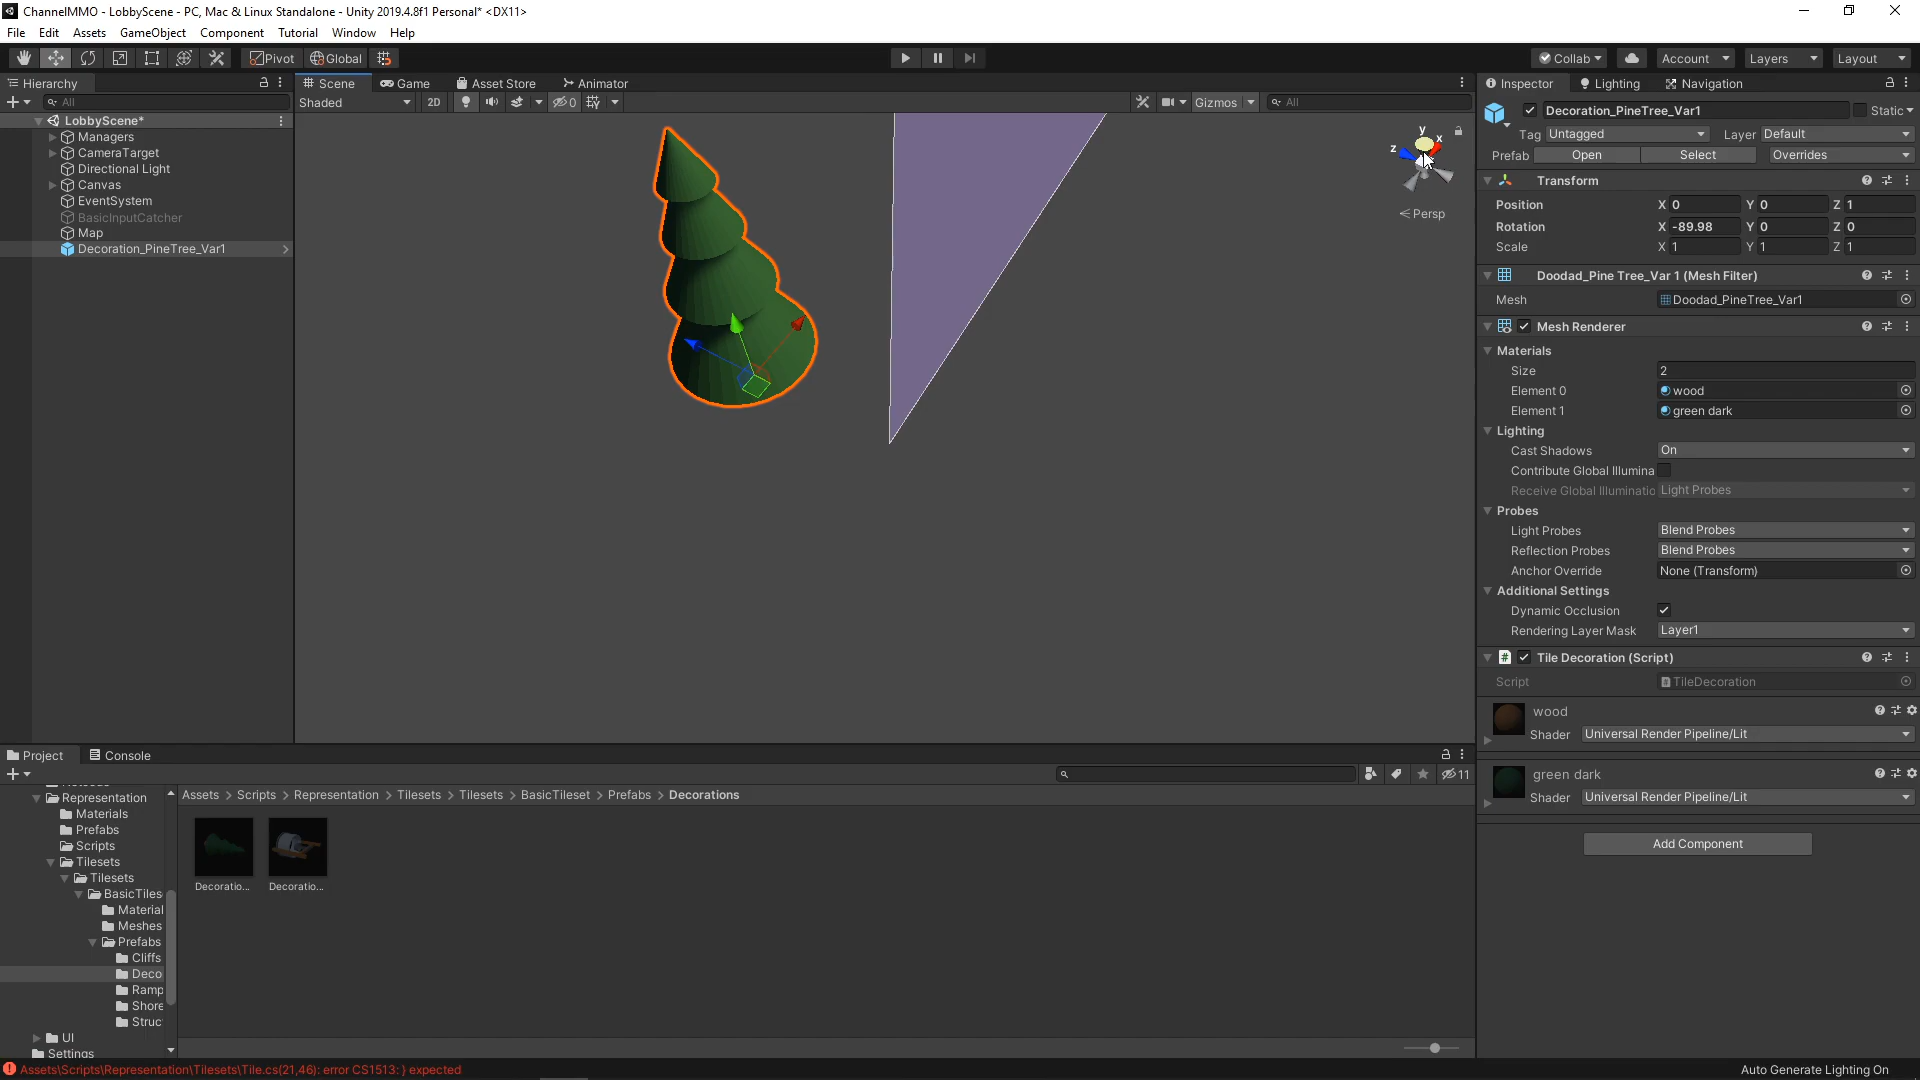 ChannelMMO - LobbyScene - PC, Mac & Linux Standalone - Unity 2019.4.8f1 Personal* <DX11>
File Edit Assets GameObject Component Tutorial Window Help
Pivot Global Collab Account Layers Layout
Hierarchy Scene Game Asset Store Animator Inspector Lighting Navigation
All Shaded 2D 0 Gizmos All
LobbyScene*
Managers
CameraTarget
Directional Light
Canvas
EventSystem
BasicInputCatcher
Map
Decoration_PineTree_Var1
y
x
z
Persp
Decoration_PineTree_Var1 Static
Tag Untagged Layer Default
Prefab Open Select Overrides
Transform
Position X 0 Y 0 Z 1
Rotation X -89.98 Y 0 Z 0
Scale X 1 Y 1 Z 1
Doodad_Pine Tree_Var 1 (Mesh Filter)
Mesh Doodad_PineTree_Var1
Mesh Renderer
Materials
Size 2
Element 0 wood
Element 1 green dark
Lighting
Cast Shadows On
Contribute Global Illumina
Receive Global Illuminatio Light Probes
Probes
Light Probes Blend Probes
Reflection Probes Blend Probes
Anchor Override None (Transform)
Additional Settings
Dynamic Occlusion
Rendering Layer Mask Layer1
Tile Decoration (Script)
Script TileDecoration
wood
Shader Universal Render Pipeline/Lit
green dark
Shader Universal Render Pipeline/Lit
Add Component
Project Console
11
Assets > Scripts > Representation > Tilesets > Tilesets > BasicTileset > Prefabs > Decorations
Representation
Materials
Prefabs
Scripts
Tilesets
Tilesets
BasicTiles
Material
Meshes
Prefabs
Cliffs
Deco
Ramp
Shore
Struc
UI
Settings
Decoratio... Decoratio...
Assets\Scripts\Representation\Tilesets\Tile.cs(21,46): error CS1513: } expected
Auto Generate Lighting On